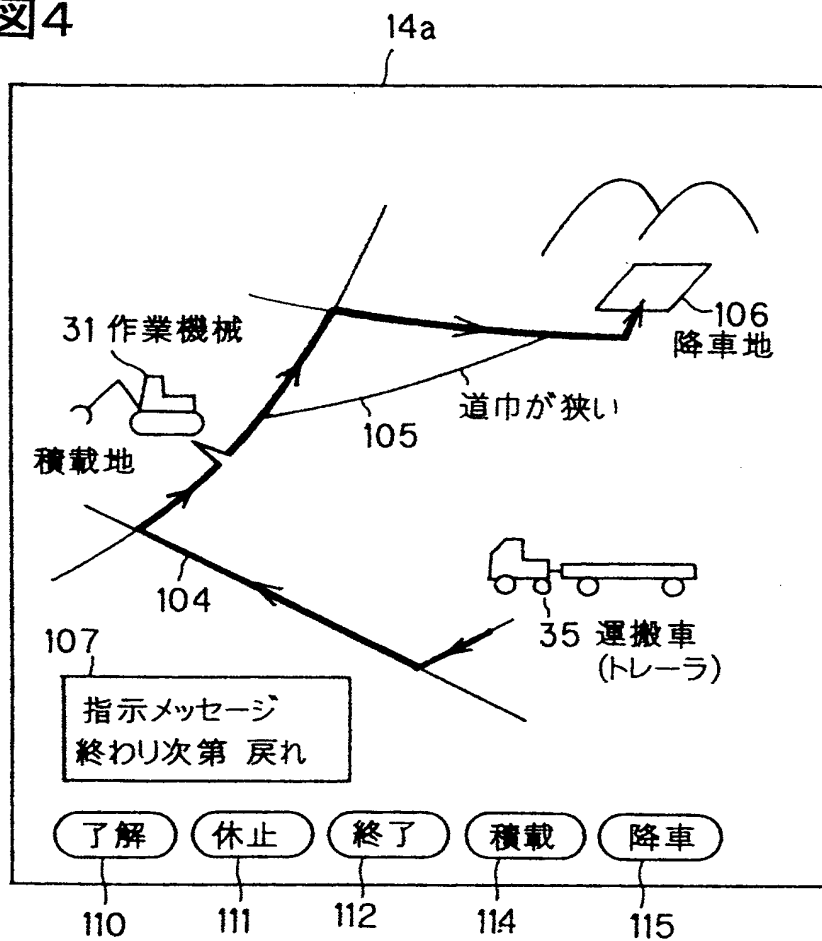 図4
14a
31 作業機械
積載地
106
降車地
105
道巾が狭い
104
35 運搬車
(トレーラ)
107
指示メッセージ
終わり次第 戻れ
了解 休止 終了 積載 降車
110 111 112 114 115